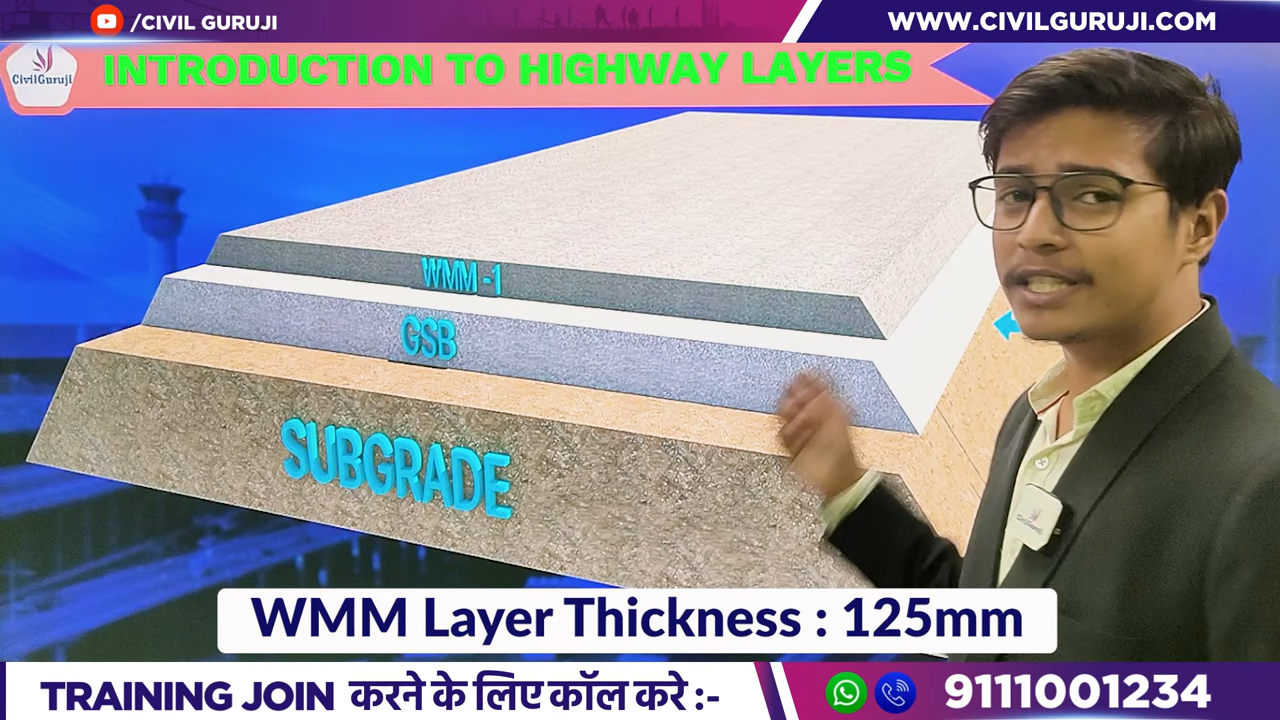 /CIVIL GURUJI
WWW.CIVILGURUJI.COM
CivilGuruji
INTRODUCTION TO HIGHWAY LAYERS
WMM -1
GSB
SUBGRADE
CivilGuruji
WMM Layer Thickness : 125mm
TRAINING JOIN करने के लिए कॉल करे :-
9111001234